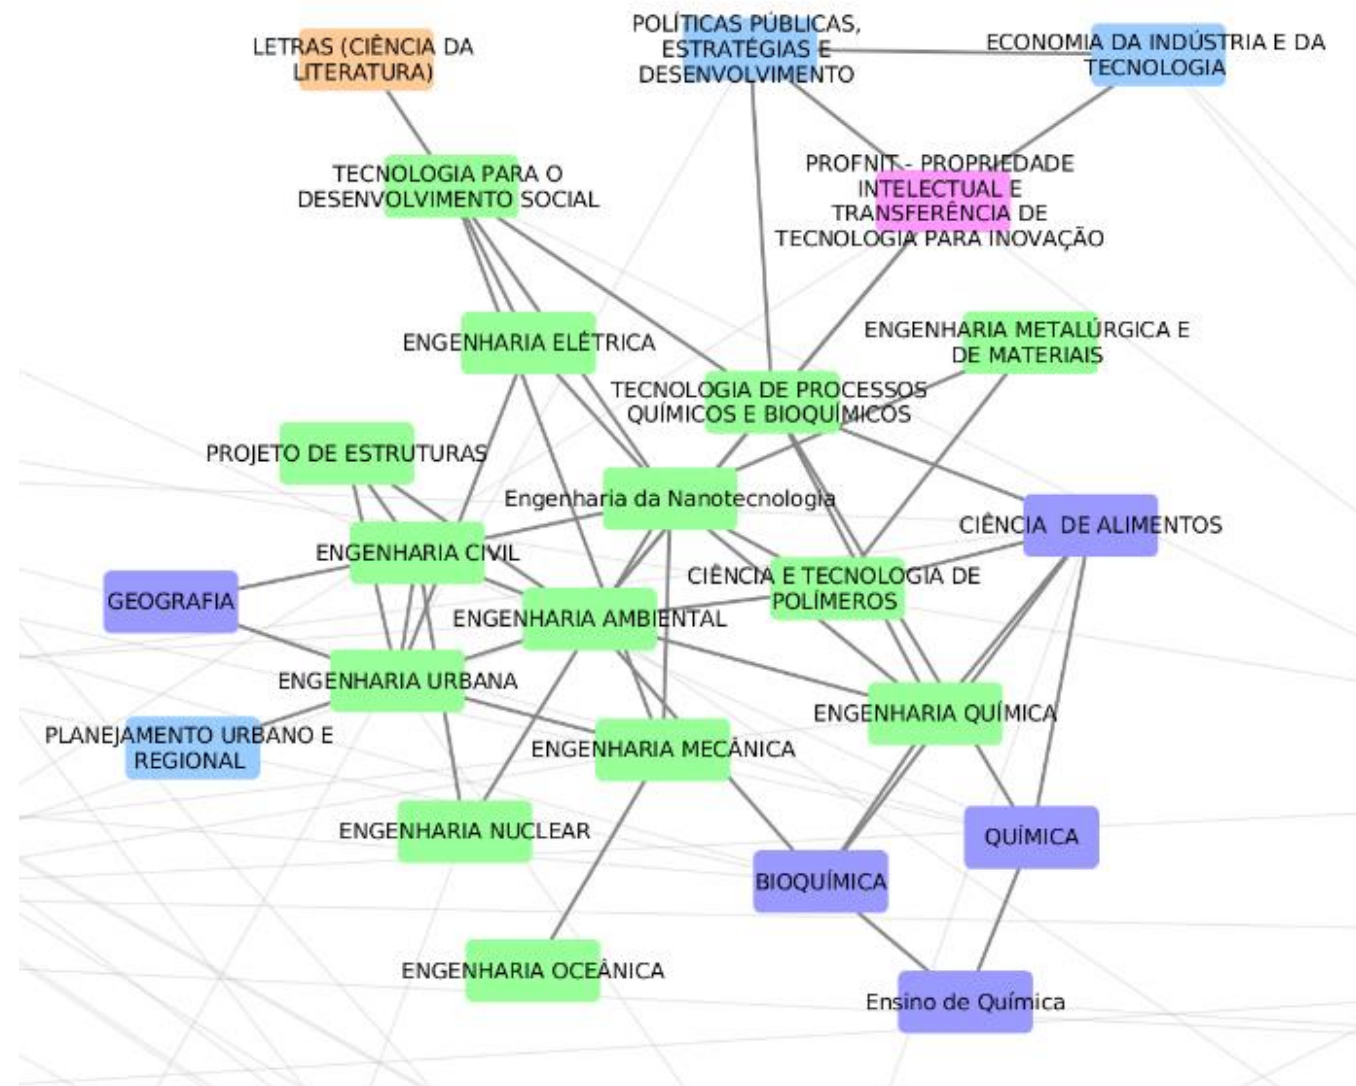 LETRAS (CIÊNCIA DA
LITERATURA)
POLÍTICAS PÚBLICAS,
ESTRATÉGIAS E
DESENVOLVIMENTO
ECONOMIA DA INDÚSTRIA E DA
TECNOLOGIA
TECNOLOGIA PARA O
DESENVOLVIMENTO SOCIAL
PROFNIT - PROPRIEDADE
INTELECTUAL E
TRANSFERÊNCIA DE
TECNOLOGIA PARA INOVAÇÃO
ENGENHARIA ELÉTRICA
ENGENHARIA METALÚRGICA E
DE MATERIAIS
TECNOLOGIA DE PROCESSOS
QUÍMICOS E BIOQUÍMICOS
PROJETO DE ESTRUTURAS
Engenharia da Nanotecnologia
CIÊNCIA  DE ALIMENTOS
ENGENHARIA CIVIL
CIÊNCIA E TECNOLOGIA DE
POLÍMEROS
GEOGRAFIA
ENGENHARIA AMBIENTAL
ENGENHARIA URBANA
ENGENHARIA QUÍMICA
PLANEJAMENTO URBANO E
REGIONAL
ENGENHARIA MECÂNICA
ENGENHARIA NUCLEAR
QUÍMICA
BIOQUÍMICA
ENGENHARIA OCEÂNICA
Ensino de Química